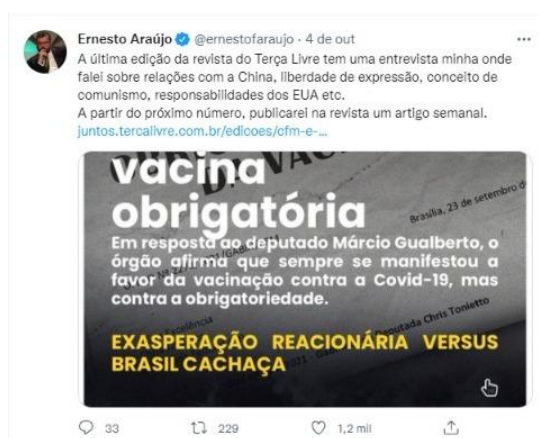 Ernesto Araújo @ernestofaraujo · 4 de out
A última edição da revista do Terça Livre tem uma entrevista minha onde
falei sobre relações com a China, liberdade de expressão, conceito de
comunismo, responsabilidades dos EUA etc.
A partir do próximo número, publicarei na revista um artigo semanal.
juntos.tercalivre.com.br/edicoes/cfm-e-...
vacina
obrigatória
Brasília, 23 de setembro d
Em resposta ao deputado Márcio Gualberto, o
órgão afirma que sempre se manifestou a
favor da vacinação contra a Covid-19, mas
contra a obrigatoriedade.
Deputada Chris Tonietto
EXASPERAÇÃO REACIONÁRIA VERSUS
BRASIL CACHAÇA
33 229 1,2 mil